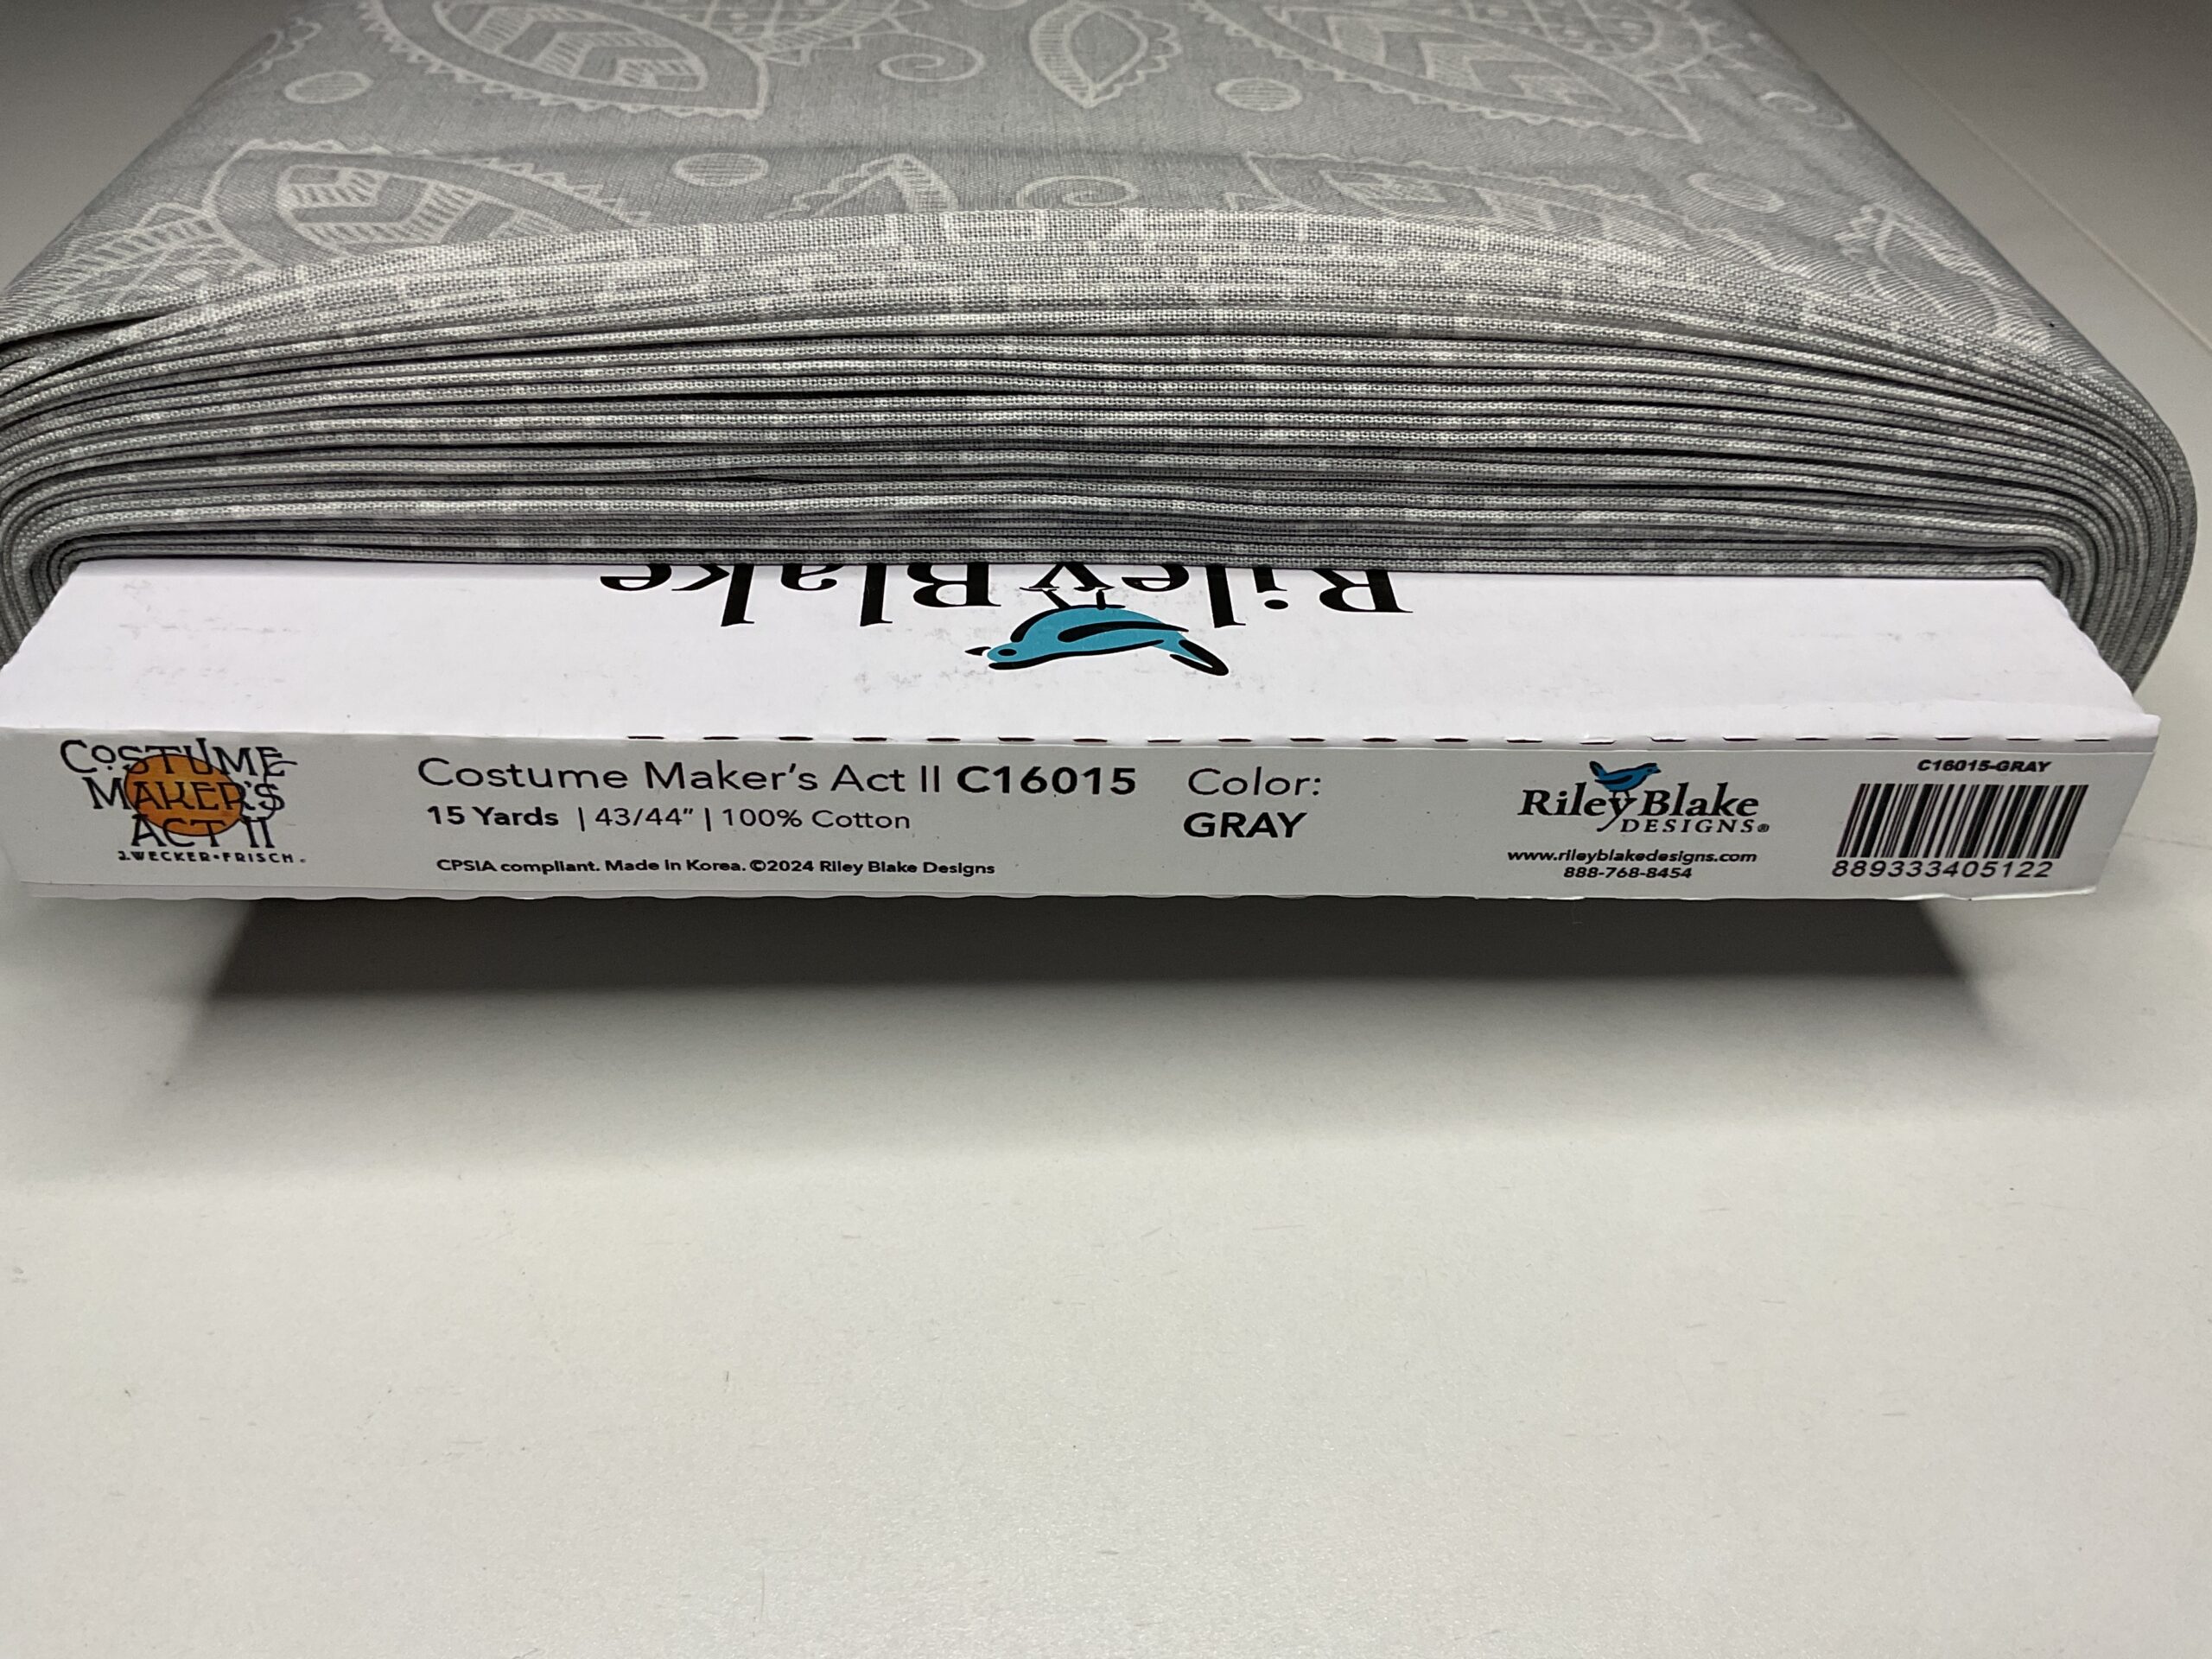 Riley Blake
COSTUME
MAKER'S
ACT II
J.WECKER•FRISCH.
Costume Maker's Act II C16015
15 Yards | 43/44" | 100% Cotton
CPSIA compliant. Made in Korea. ©2024 Riley Blake Designs
Color:
GRAY
Riley Blake
DESIGNS®
www.rileyblakedesigns.com
888-768-8454
C16015-GRAY
889333405122